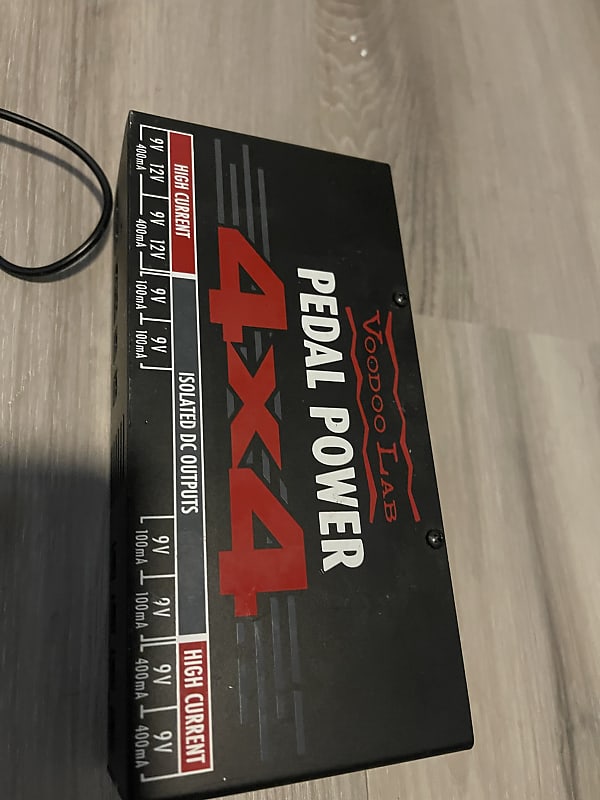 VOODOO LAB
PEDAL POWER
4x4
HIGH CURRENT
ISOLATED DC OUTPUTS
HIGH CURRENT
9V 12V 9V 12V 9V 9V 9V 9V 9V 9V
400mA 400mA 100mA 100mA 100mA 100mA 400mA 400mA